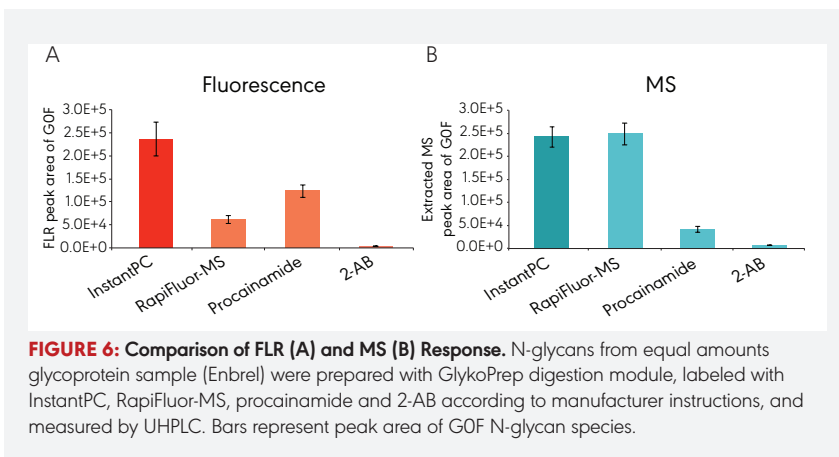 A
Fluorescence
FLR peak area of G0F
3.0E+5
2.5E+5
2.0E+5
1.5E+5
1.0E+5
5.0E+4
0.0E+0
InstantPC
RapiFluor-MS
Procainamide
2-AB
B
MS
Extracted MS
peak area of G0F
3.0E+5
2.5E+5
2.0E+5
1.5E+5
1.0E+5
5.0E+4
0.0E+0
InstantPC
RapiFluor-MS
Procainamide
2-AB
FIGURE 6: Comparison of FLR (A) and MS (B) Response. N-glycans from equal amounts
glycoprotein sample (Enbrel) were prepared with GlykoPrep digestion module, labeled with
InstantPC, RapiFluor-MS, procainamide and 2-AB according to manufacturer instructions, and
measured by UHPLC. Bars represent peak area of G0F N-glycan species.